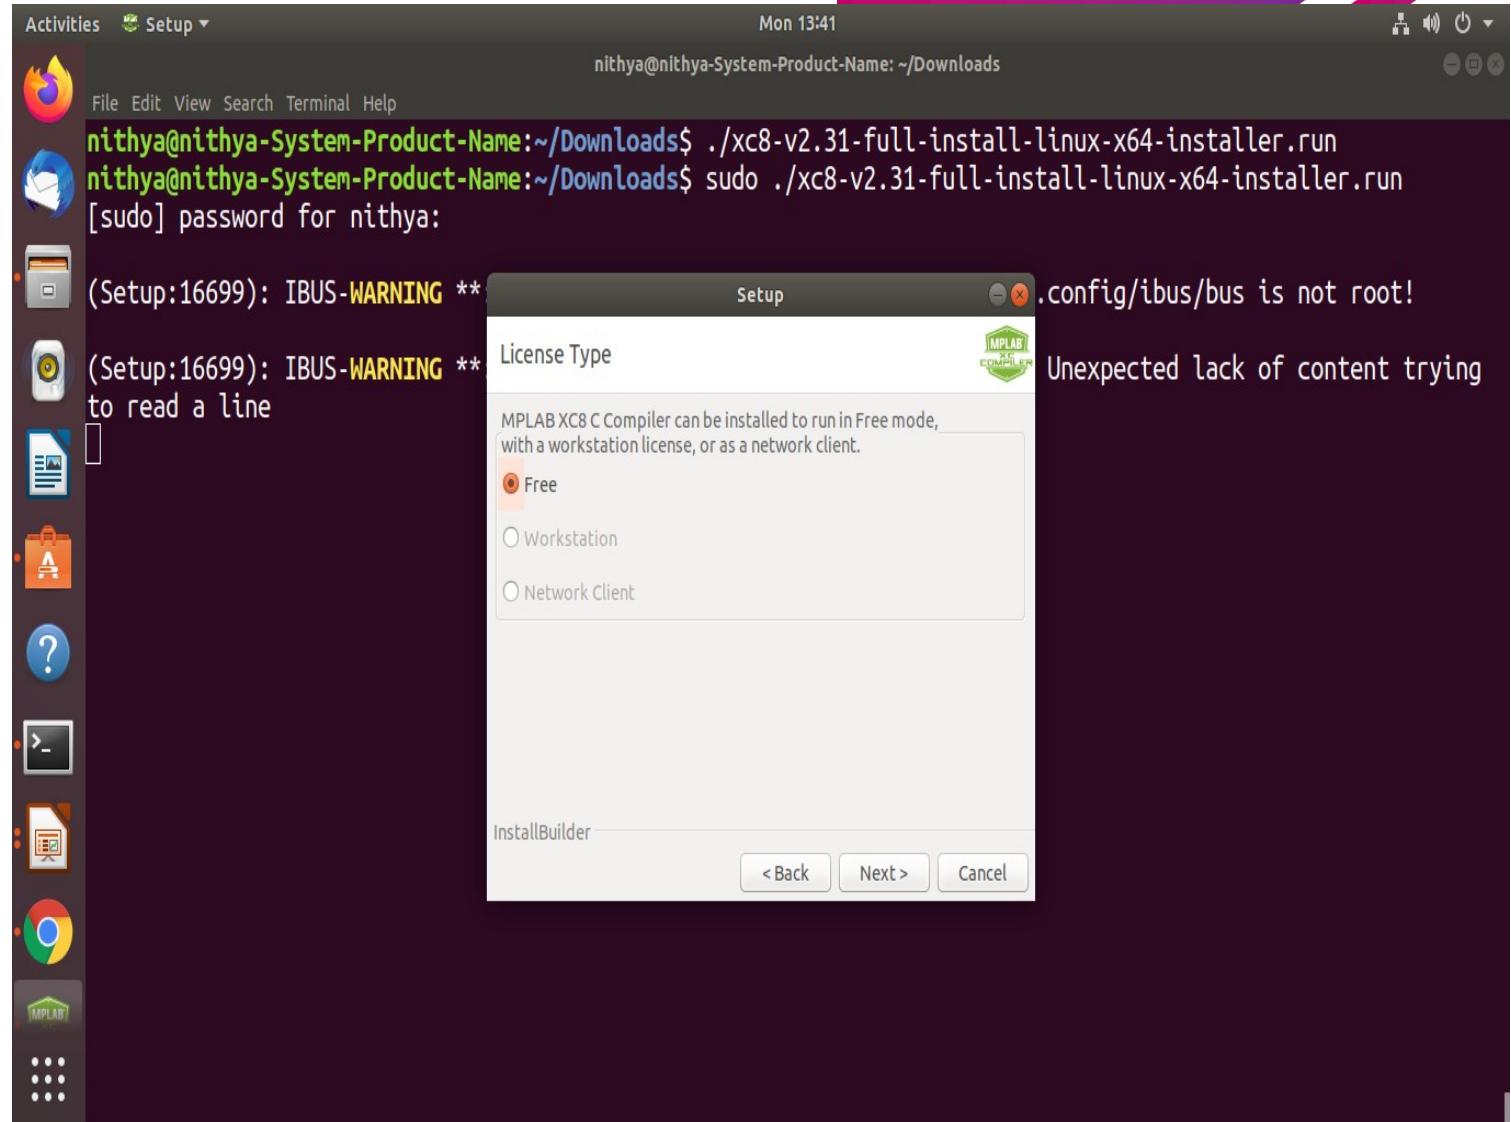 Activities Setup Mon 13:41
nithya@nithya-System-Product-Name: ~/Downloads
File Edit View Search Terminal Help
nithya@nithya-System-Product-Name:~/Downloads$ ./xc8-v2.31-full-install-linux-x64-installer.run
nithya@nithya-System-Product-Name:~/Downloads$ sudo ./xc8-v2.31-full-install-linux-x64-installer.run
[sudo] password for nithya:
(Setup:16699): IBUS-WARNING ** .config/ibus/bus is not root!
(Setup:16699): IBUS-WARNING ** Unexpected lack of content trying
to read a line
Setup
License Type
MPLAB
XC
COMPILER
MPLAB XC8 C Compiler can be installed to run in Free mode,
with a workstation license, or as a network client.
Free
Workstation
Network Client
InstallBuilder
< Back Next > Cancel
MPLAB
XC